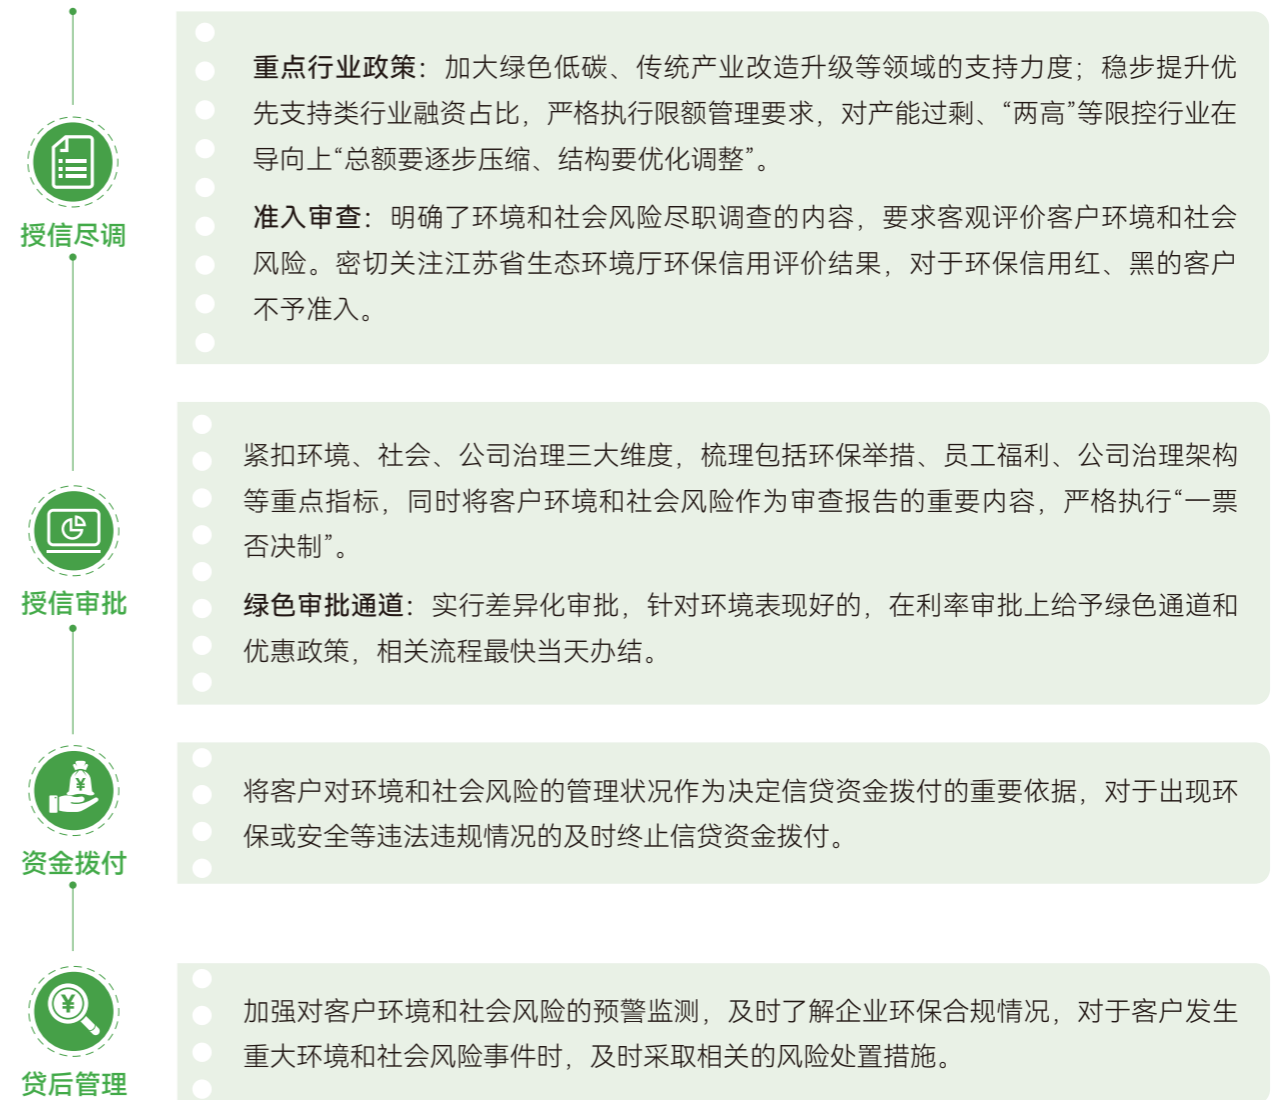 重点行业政策：加大绿色低碳、传统产业改造升级等领域的支持力度；稳步提升优
先支持类行业融资占比，严格执行限额管理要求，对产能过剩、“两高”等限控行业在
导向上“总额要逐步压缩、结构要优化调整”。
准入审查：明确了环境和社会风险尽职调查的内容，要求客观评价客户环境和社会
风险。密切关注江苏省生态环境厅环保信用评价结果，对于环保信用红、黑的客户
不予准入。
授信尽调
紧扣环境、社会、公司治理三大维度，梳理包括环保举措、员工福利、公司治理架构
等重点指标，同时将客户环境和社会风险作为审查报告的重要内容，严格执行“一票
否决制”。
绿色审批通道：实行差异化审批，针对环境表现好的，在利率审批上给予绿色通道和
优惠政策，相关流程最快当天办结。
授信审批
将客户对环境和社会风险的管理状况作为决定信贷资金拨付的重要依据，对于出现环
保或安全等违法违规情况的及时终止信贷资金拨付。
¥
资金拨付
加强对客户环境和社会风险的预警监测，及时了解企业环保合规情况，对于客户发生
重大环境和社会风险事件时，及时采取相关的风险处置措施。
¥
贷后管理